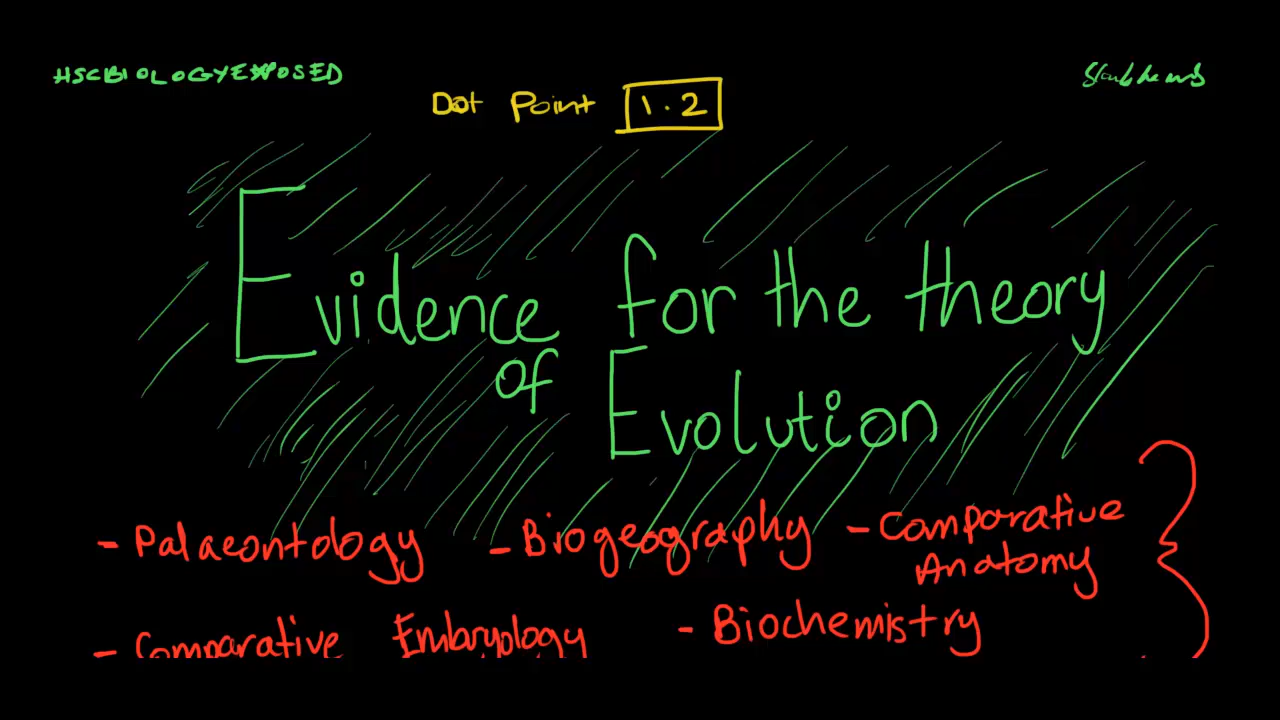 HSCBIOLOGYEXPOSED
Dot Point 1.2
Evidence for the theory
of Evolution
- Palaeontology - Biogeography - Comparative
Anatomy
- Comparative Embryology - Biochemistry